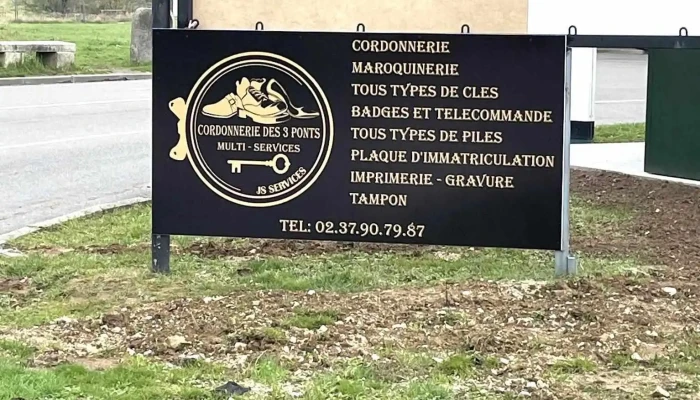 CORDONNERIE DES 3 PONTS
MULTI - SERVICES
JS SERVICES
CORDONNERIE
MAROQUINERIE
TOUS TYPES DE CLES
BADGES ET TELECOMMANDE
TOUS TYPES DE PILES
PLAQUE D'IMMATRICULATION
IMPRIMERIE - GRAVURE
TAMPON
TEL: 02.37.90.79.87